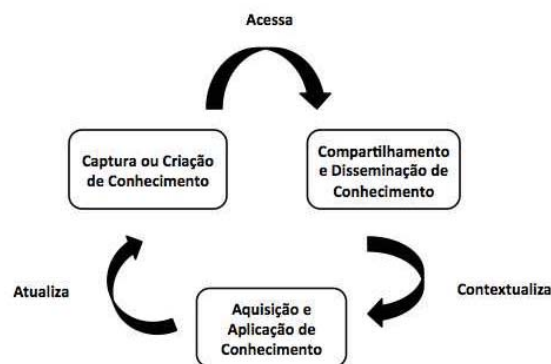 Acessa
Captura ou Criação
de Conhecimento
Compartilhamento
e Disseminação de
Conhecimento
Atualiza
Contextualiza
Aquisição e
Aplicação de
Conhecimento